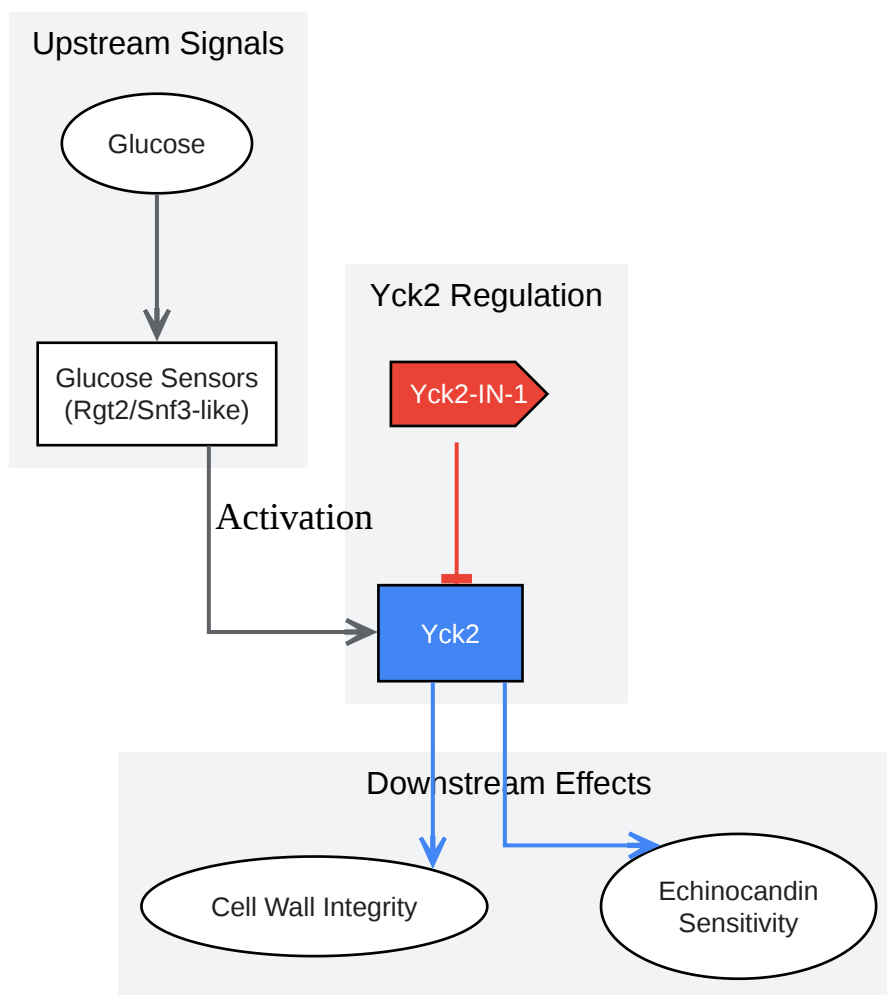 Upstream Signals
Glucose
Glucose Sensors
(Rgt2/Snf3-like)
Activation
Yck2 Regulation
Yck2-IN-1
Yck2
Downstream Effects
Cell Wall Integrity
Echinocandin
Sensitivity